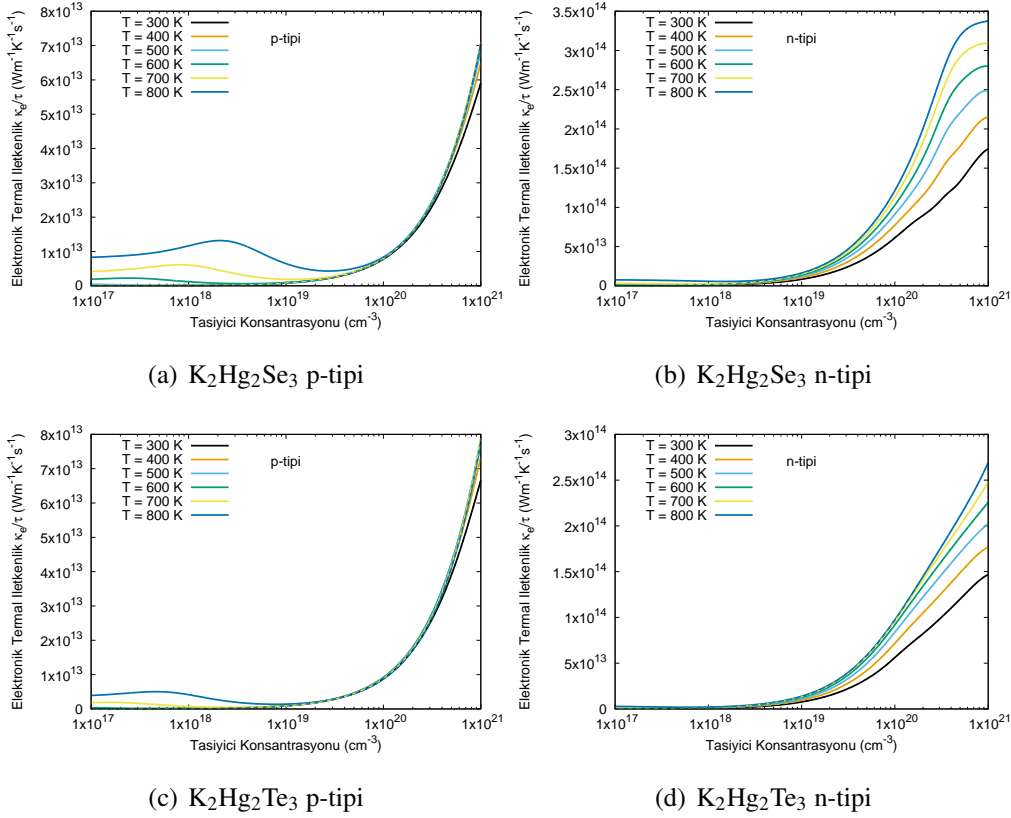 Elektronik Termal Iletkenlik κe/τ (Wm-1K-1s-1)
8x10^13
7x10^13
6x10^13
5x10^13
4x10^13
3x10^13
2x10^13
1x10^13
0
T = 300 K
T = 400 K
T = 500 K
T = 600 K
T = 700 K
T = 800 K
p-tipi
1x10^17 1x10^18 1x10^19 1x10^20 1x10^21
Tasiyici Konsantrasyonu (cm^-3)
(a) K₂Hg₂Se₃ p-tipi
Elektronik Termal Iletkenlik κe/τ (Wm-1K-1s-1)
3.5x10^14
3x10^14
2.5x10^14
2x10^14
1.5x10^14
1x10^14
5x10^13
0
T = 300 K
T = 400 K
T = 500 K
T = 600 K
T = 700 K
T = 800 K
n-tipi
1x10^17 1x10^18 1x10^19 1x10^20 1x10^21
Tasiyici Konsantrasyonu (cm^-3)
(b) K₂Hg₂Se₃ n-tipi
Elektronik Termal Iletkenlik κe/τ (Wm-1K-1s-1)
8x10^13
7x10^13
6x10^13
5x10^13
4x10^13
3x10^13
2x10^13
1x10^13
0
T = 300 K
T = 400 K
T = 500 K
T = 600 K
T = 700 K
T = 800 K
p-tipi
1x10^17 1x10^18 1x10^19 1x10^20 1x10^21
Tasiyici Konsantrasyonu (cm^-3)
(c) K₂Hg₂Te₃ p-tipi
Elektronik Termal Iletkenlik κe/τ (Wm-1K-1s-1)
3x10^14
2.5x10^14
2x10^14
1.5x10^14
1x10^14
5x10^13
0
T = 300 K
T = 400 K
T = 500 K
T = 600 K
T = 700 K
T = 800 K
n-tipi
1x10^17 1x10^18 1x10^19 1x10^20 1x10^21
Tasiyici Konsantrasyonu (cm^-3)
(d) K₂Hg₂Te₃ n-tipi